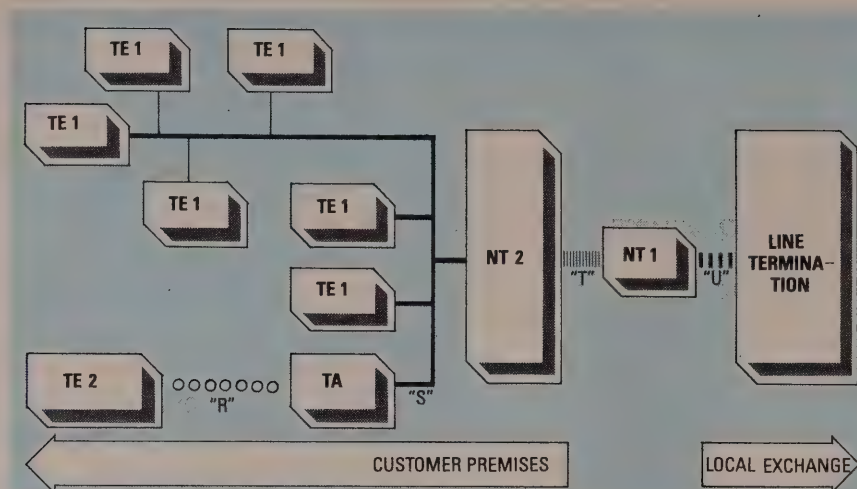 TE 1
TE 1
TE 1
TE 1
TE 1
TE 1
NT 2
"T"
NT 1
"U"
LINE
TERMINA-
TION
TE 2
"R"
TA
"S"
CUSTOMER PREMISES
LOCAL EXCHANGE